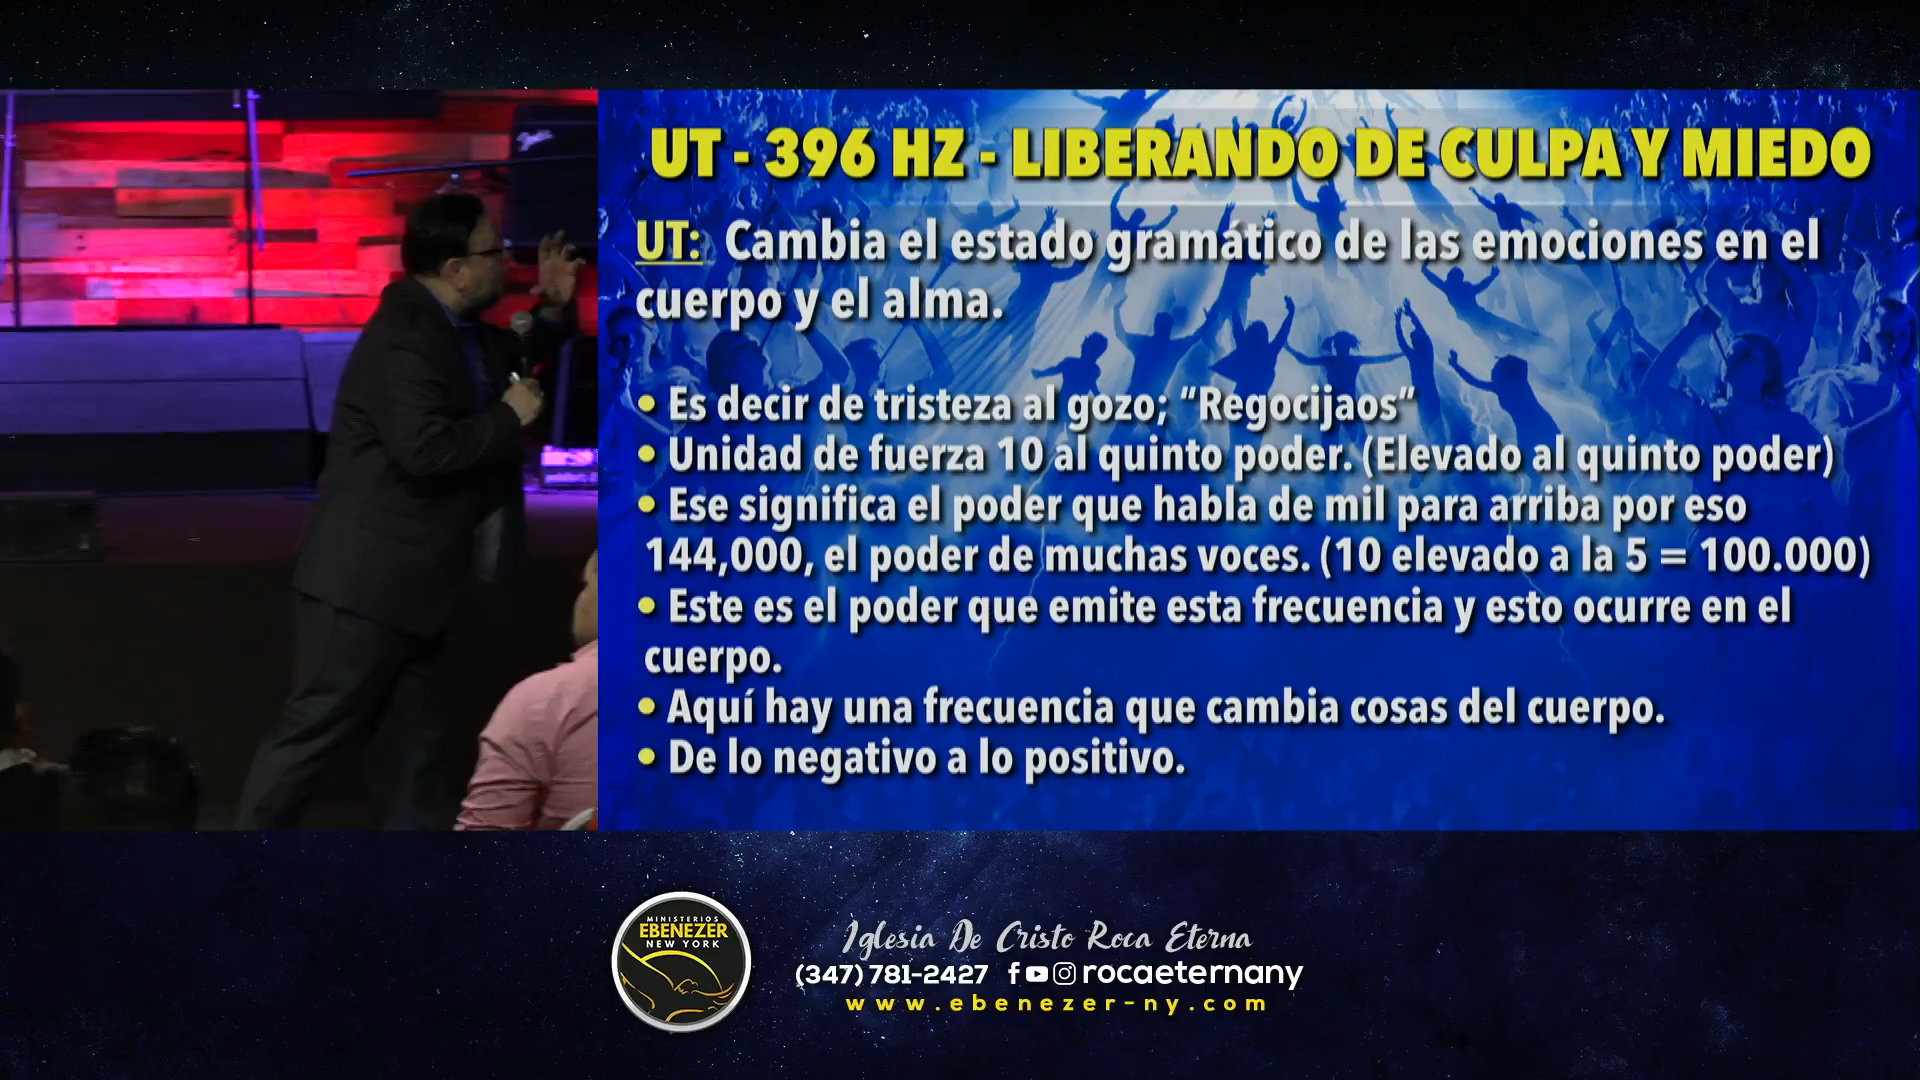 UT - 396 HZ - LIBERANDO DE CULPA Y MIEDO
UT: Cambia el estado gramático de las emociones en el
cuerpo y el alma.
• Es decir de tristeza al gozo; “Regocijaos”
• Unidad de fuerza 10 al quinto poder. (Elevado al quinto poder)
• Ese significa el poder que habla de mil para arriba por eso
144,000, el poder de muchas voces. (10 elevado a la 5 = 100.000)
• Este es el poder que emite esta frecuencia y esto ocurre en el
cuerpo.
• Aquí hay una frecuencia que cambia cosas del cuerpo.
• De lo negativo a lo positivo.
MINISTERIOS
EBENEZER
NEW YORK
Iglesia De Cristo Roca Eterna
(347) 781-2427 rocaeternany
www.ebenezer-ny.com